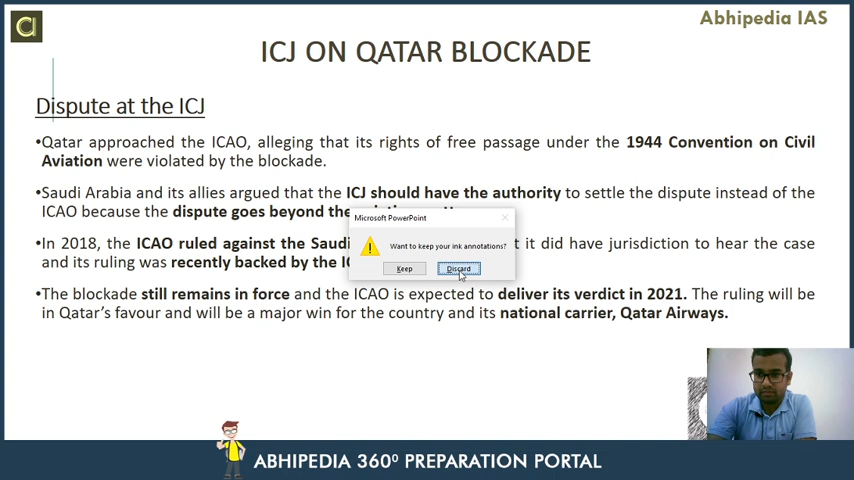 Abhipedia IAS
ICJ ON QATAR BLOCKADE
Dispute at the ICJ
•Qatar approached the ICAO, alleging that its rights of free passage under the 1944 Convention on Civil
Aviation were violated by the blockade.
•Saudi Arabia and its allies argued that the ICJ should have the authority to settle the dispute instead of the
ICAO because the dispute goes beyond the
Microsoft PowerPoint
Want to keep your ink annotations?
Keep
Discard
•In 2018, the ICAO ruled against the Saudi it did have jurisdiction to hear the case
and its ruling was recently backed by the
•The blockade still remains in force and the ICAO is expected to deliver its verdict in 2021. The ruling will be
in Qatar's favour and will be a major win for the country and its national carrier, Qatar Airways.
ABHIPEDIA 360⁰ PREPARATION PORTAL